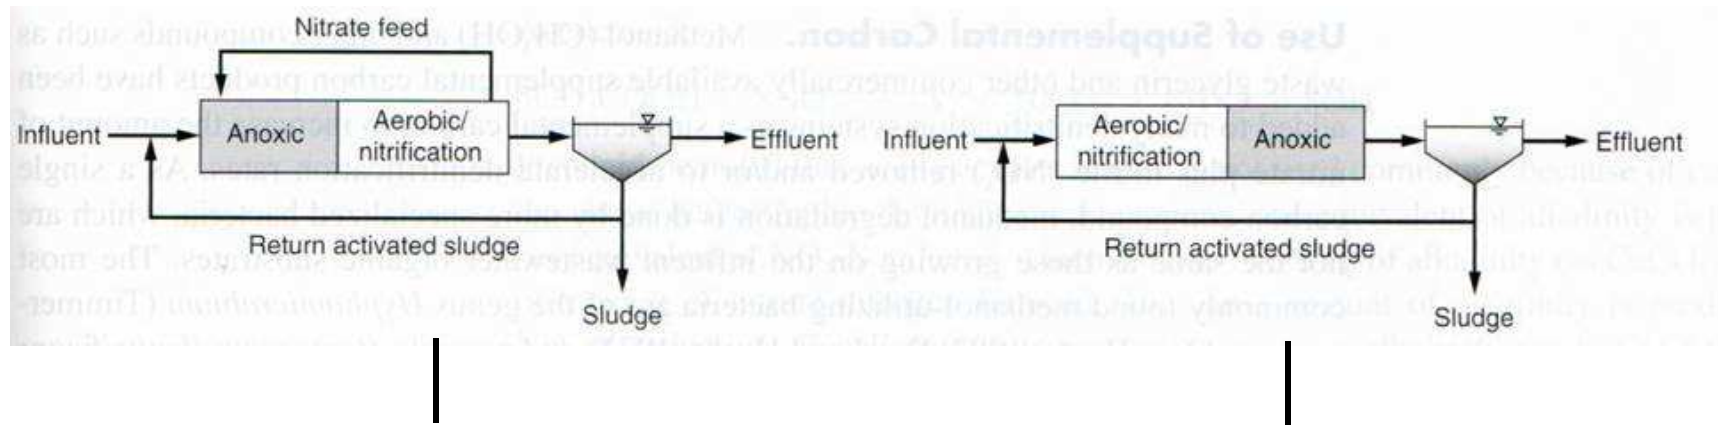 Nitrate feed
Influent
Anoxic
Aerobic/
nitrification
Effluent
Return activated sludge
Sludge
Influent
Aerobic/
nitrification
Anoxic
Effluent
Return activated sludge
Sludge